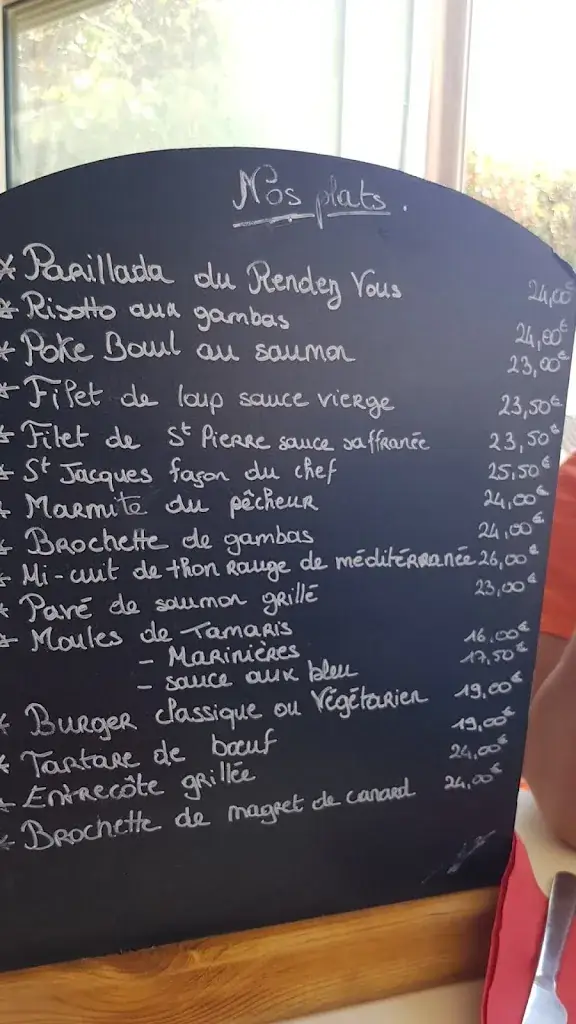 Nos plats.
* Parillada du Rendez Vous 24,00€
* Risotto aux gambas 24,00€
* Poke Bowl au saumon 23,00€
* Filet de loup sauce vierge 23,50€
* Filet de St Pierre sauce saffranée 23,50€
* St Jacques façon du chef 25,50€
* Marmite du pêcheur 24,00€
* Brochette de gambas 24,00€
* Mi-cuit de thon rouge de méditérranée 26,00€
* Pavé de saumon grillé 23,00€
* Moules de Tamaris
- Marinières 16,00€
- sauce aux bleu 17,50€
* Burger classique ou Végétarien 19,00€
* Tartare de bœuf 19,00€
* Entrecôte grillée 24,00€
* Brochette de magret de canard 24,00€